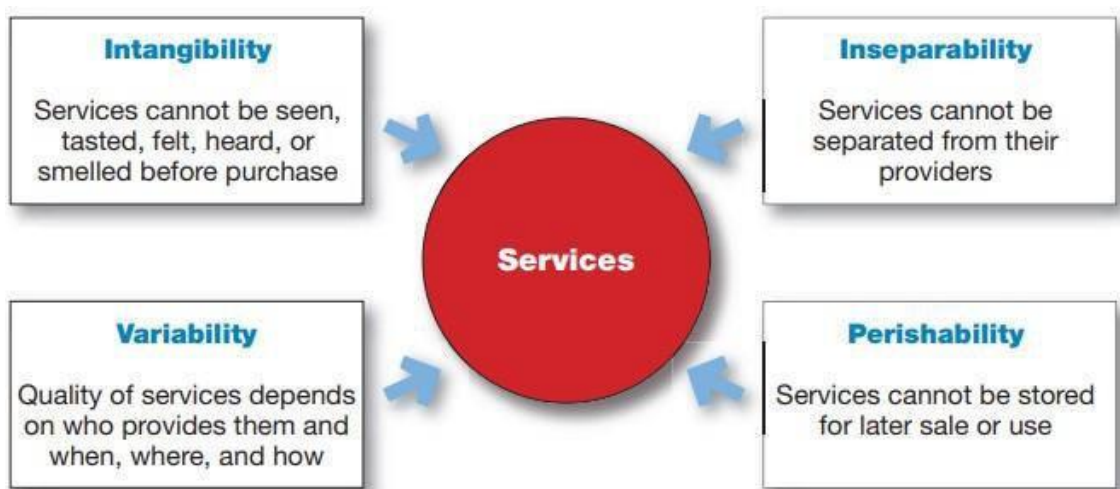 Intangibility
Services cannot be seen,
tasted, felt, heard, or
smelled before purchase
Inseparability
Services cannot be
separated from their
providers
Services
Variability
Quality of services depends
on who provides them and
when, where, and how
Perishability
Services cannot be stored
for later sale or use